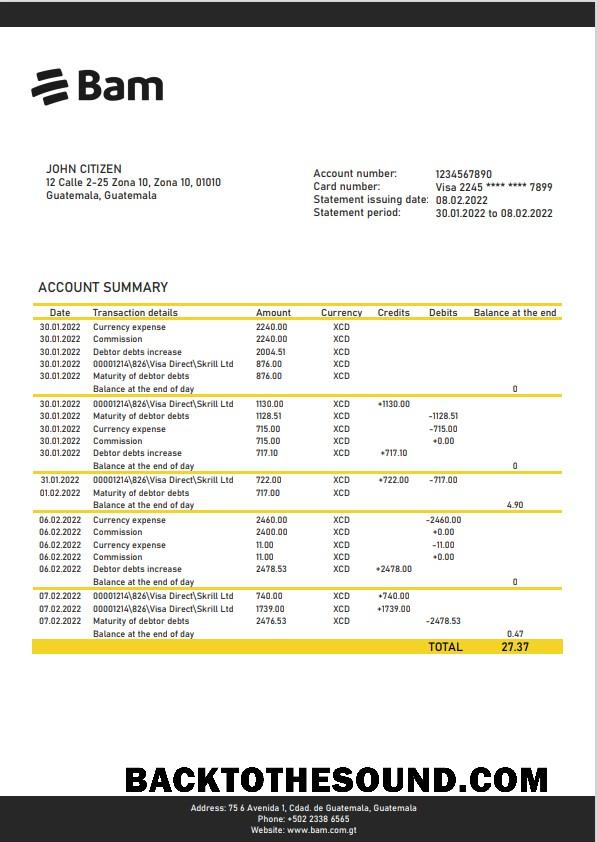 Bam
JOHN CITIZEN
12 Calle 2-25 Zona 10, Zona 10, 01010
Guatemala, Guatemala
Account number: 1234567890
Card number: Visa 2245 **** **** 7899
Statement issuing date: 08.02.2022
Statement period: 30.01.2022 to 08.02.2022
ACCOUNT SUMMARY
Date Transaction details Amount Currency Credits Debits Balance at the end
30.01.2022 Currency expense 2240.00 XCD
30.01.2022 Commission 2240.00 XCD
30.01.2022 Debtor debts increase 2004.51 XCD
30.01.2022 00001214\826\Visa Direct\Skrill Ltd 876.00 XCD
30.01.2022 Maturity of debtor debts 876.00 XCD
Balance at the end of day 0
30.01.2022 00001214\826\Visa Direct\Skrill Ltd 1130.00 XCD +1130.00
30.01.2022 Maturity of debtor debts 1128.51 XCD -1128.51
30.01.2022 Currency expense 715.00 XCD -715.00
30.01.2022 Commission 715.00 XCD +0.00
30.01.2022 Debtor debts increase 717.10 XCD +717.10
Balance at the end of day 0
31.01.2022 00001214\826\Visa Direct\Skrill Ltd 722.00 XCD +722.00 -717.00
01.02.2022 Maturity of debtor debts 717.00 XCD
Balance at the end of day 4.90
06.02.2022 Currency expense 2460.00 XCD -2460.00
06.02.2022 Commission 2400.00 XCD +0.00
06.02.2022 Currency expense 11.00 XCD -11.00
06.02.2022 Commission 11.00 XCD +0.00
06.02.2022 Debtor debts increase 2478.53 XCD +2478.00
Balance at the end of day 0
07.02.2022 00001214\826\Visa Direct\Skrill Ltd 740.00 XCD +740.00
07.02.2022 00001214\826\Visa Direct\Skrill Ltd 1739.00 XCD +1739.00
07.02.2022 Maturity of debtor debts 2476.53 XCD -2478.53
Balance at the end of day 0.47
TOTAL 27.37
BACKTOTHESOUND.COM
Address: 75 6 Avenida 1, Cdad. de Guatemala, Guatemala
Phone: +502 2338 6565
Website: www.bam.com.gt